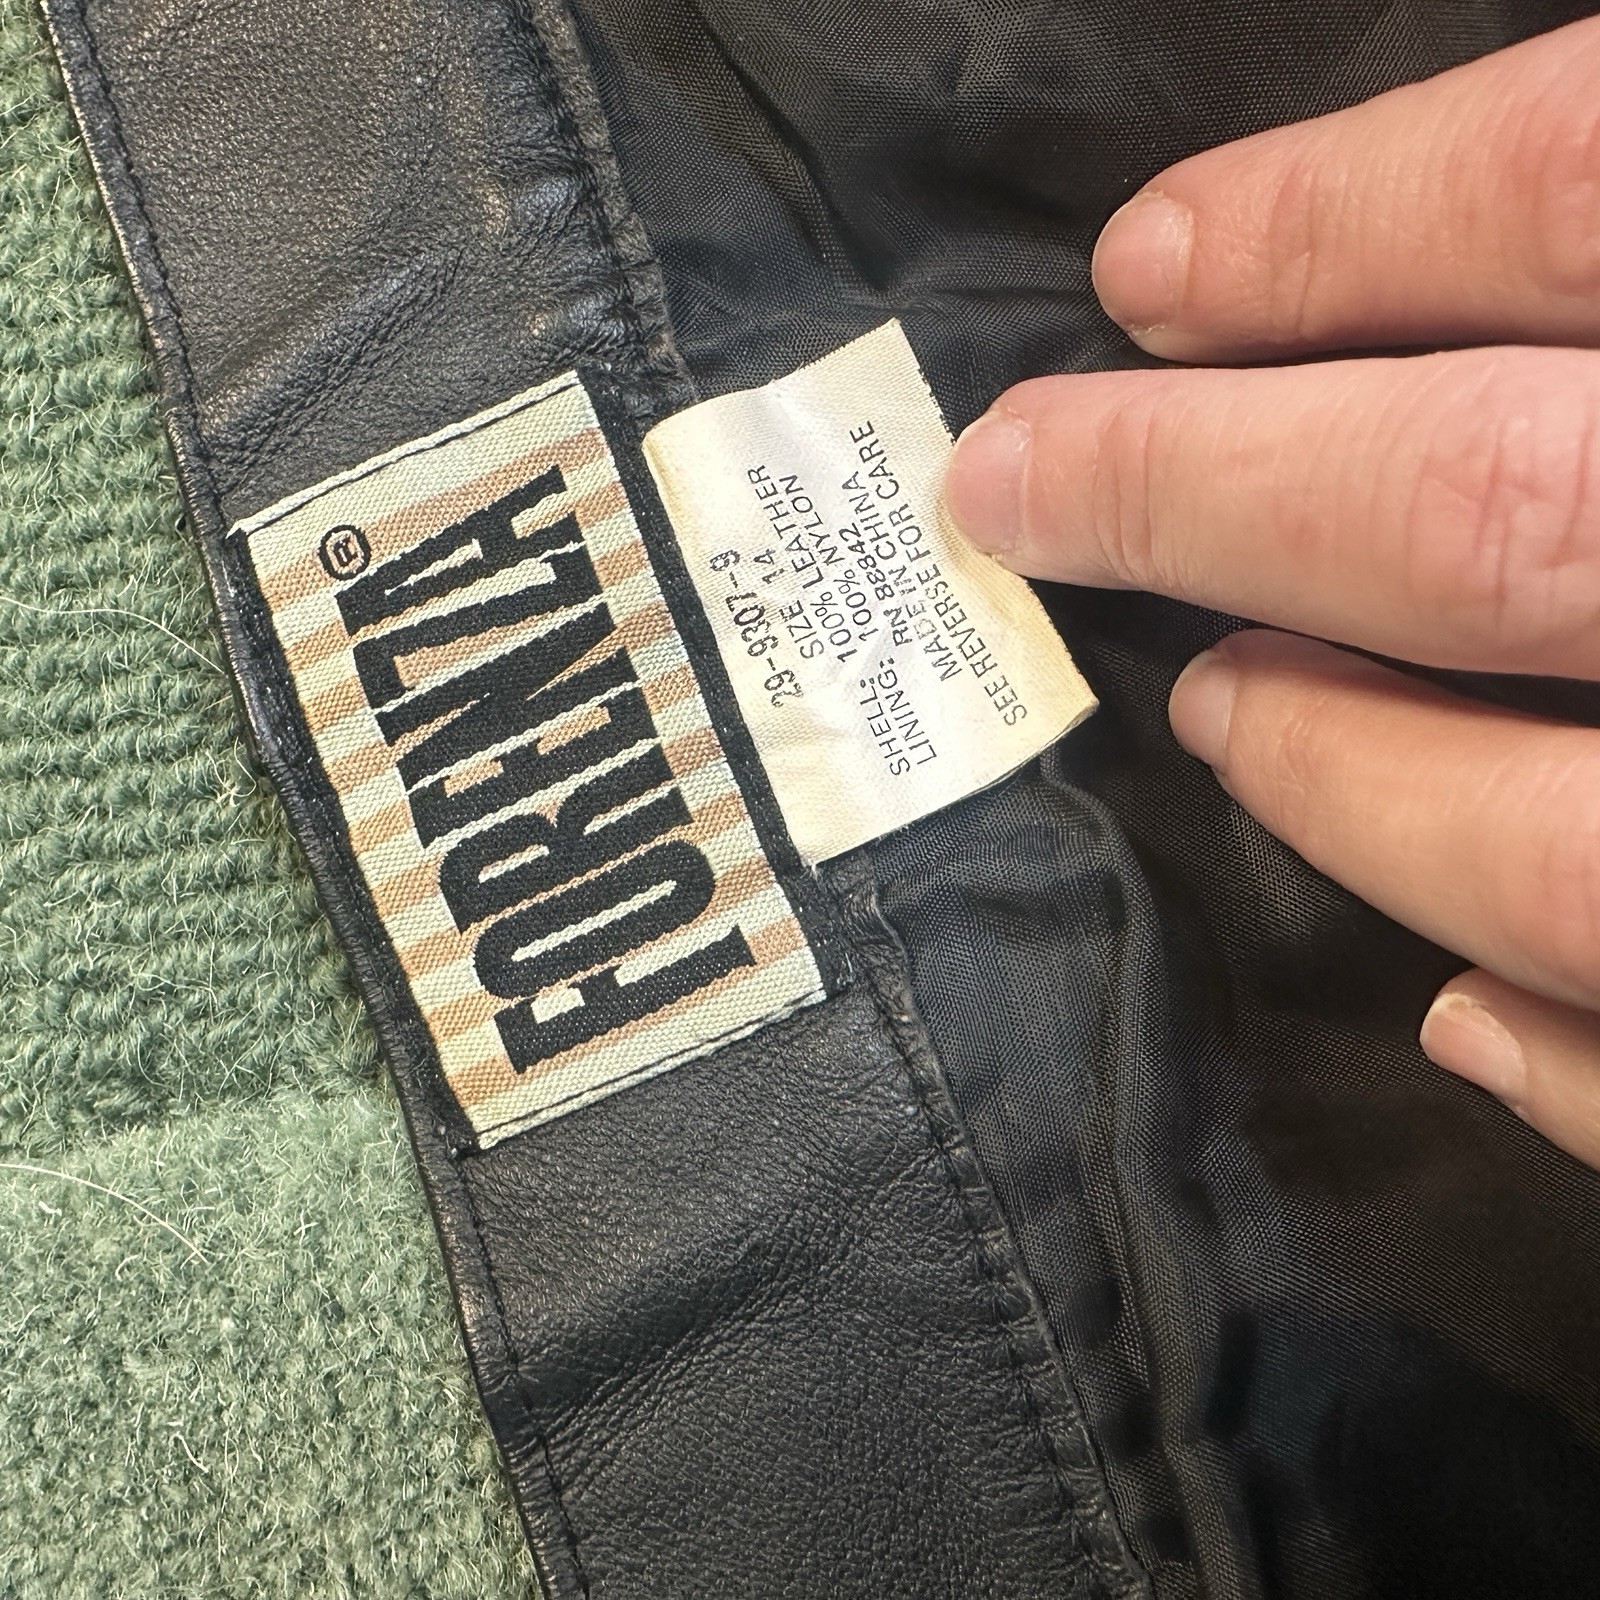 FORENZA®
29-9307-9
SIZE 14
SHELL: 100% LEATHER
LINING: 100% NYLON
RN 88842
MADE IN CHINA
SEE REVERSE FOR CARE